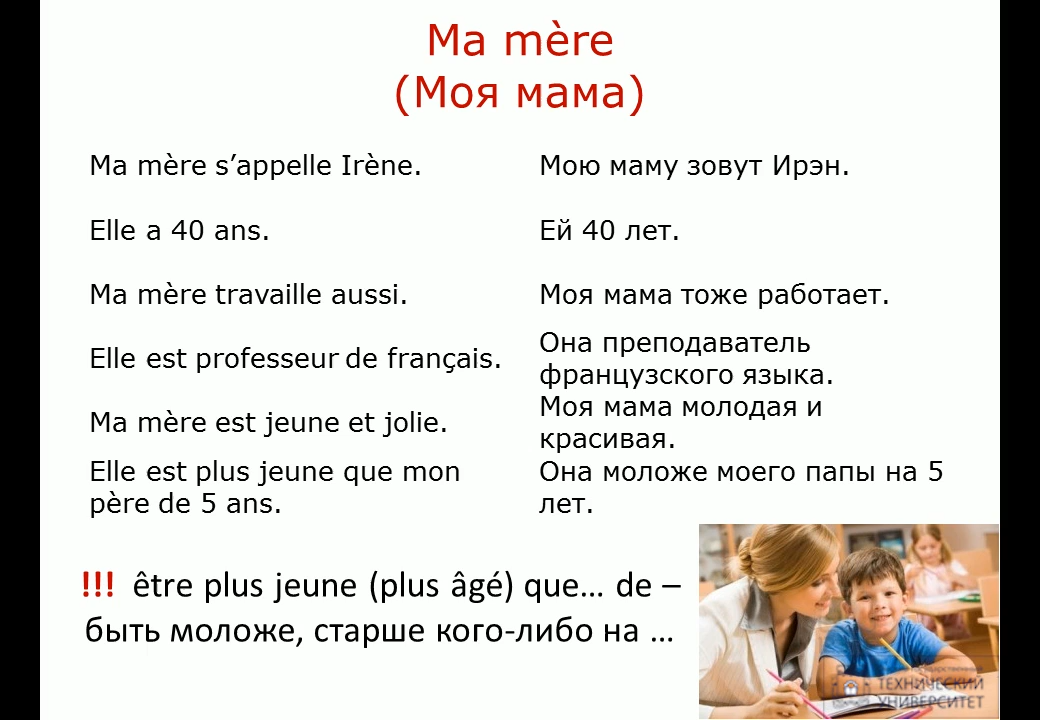 Ma mère
(Моя мама)
Ma mère s’appelle Irène.
Мою маму зовут Ирэн.
Elle a 40 ans.
Ей 40 лет.
Ma mère travaille aussi.
Моя мама тоже работает.
Elle est professeur de français.
Она преподаватель
французского языка.
Ma mère est jeune et jolie.
Моя мама молодая и
красивая.
Elle est plus jeune que mon
père de 5 ans.
Она моложе моего папы на 5
лет.
!!! être plus jeune (plus âgé) que… de –
быть моложе, старше кого-либо на …
ТЕХНИЧЕСКИЙ
УНИВЕРСИТЕТ